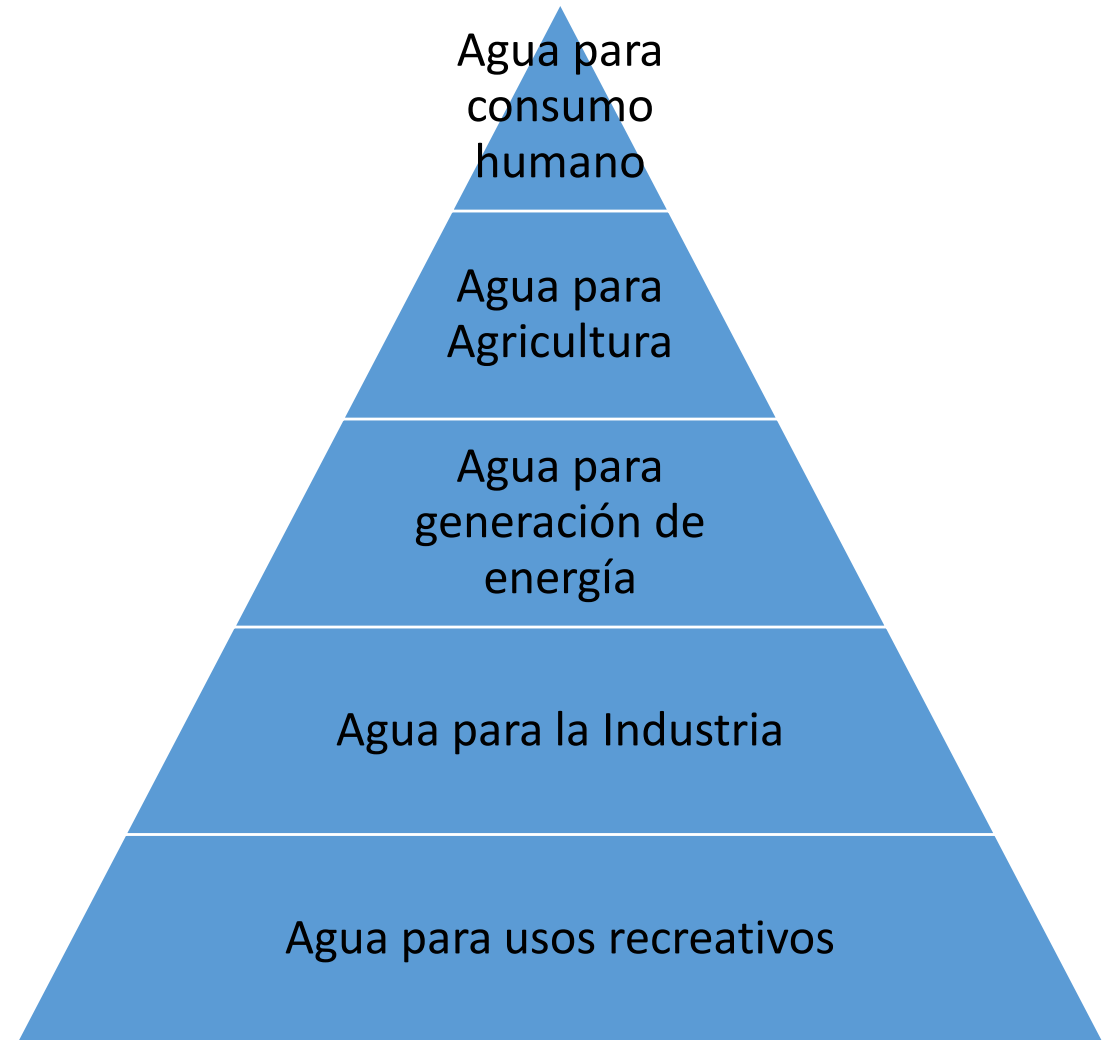 Agua para
consumo
humano
Agua para
Agricultura
Agua para
generación de
energía
Agua para la Industria
Agua para usos recreativos